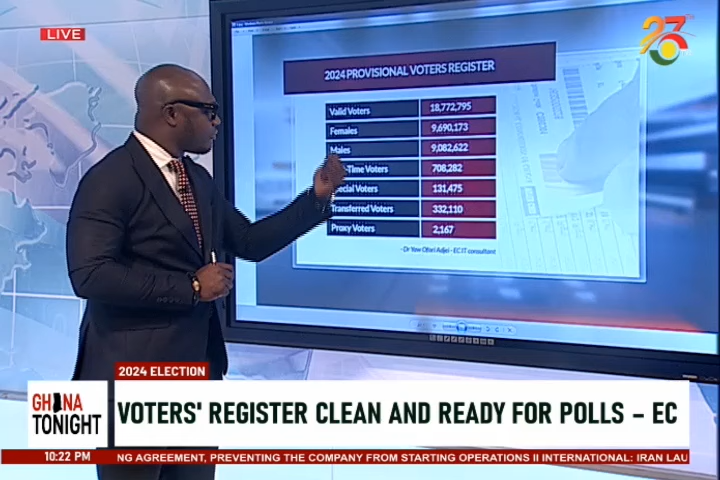 LIVE
23
2024 PROVISIONAL VOTERS REGISTER
Valid Voters 18,772,795
Females 9,690,173
Males 9,082,622
-Time Voters 708,282
Special Voters 131,475
Transferred Voters 332,110
Proxy Voters 2,167
- Dr Yaw Ofori Adjei - EC IT consultant
2024 ELECTION
GHANA
TONIGHT
VOTERS' REGISTER CLEAN AND READY FOR POLLS – EC
10:22 PM NG AGREEMENT, PREVENTING THE COMPANY FROM STARTING OPERATIONS II INTERNATIONAL: IRAN LAU